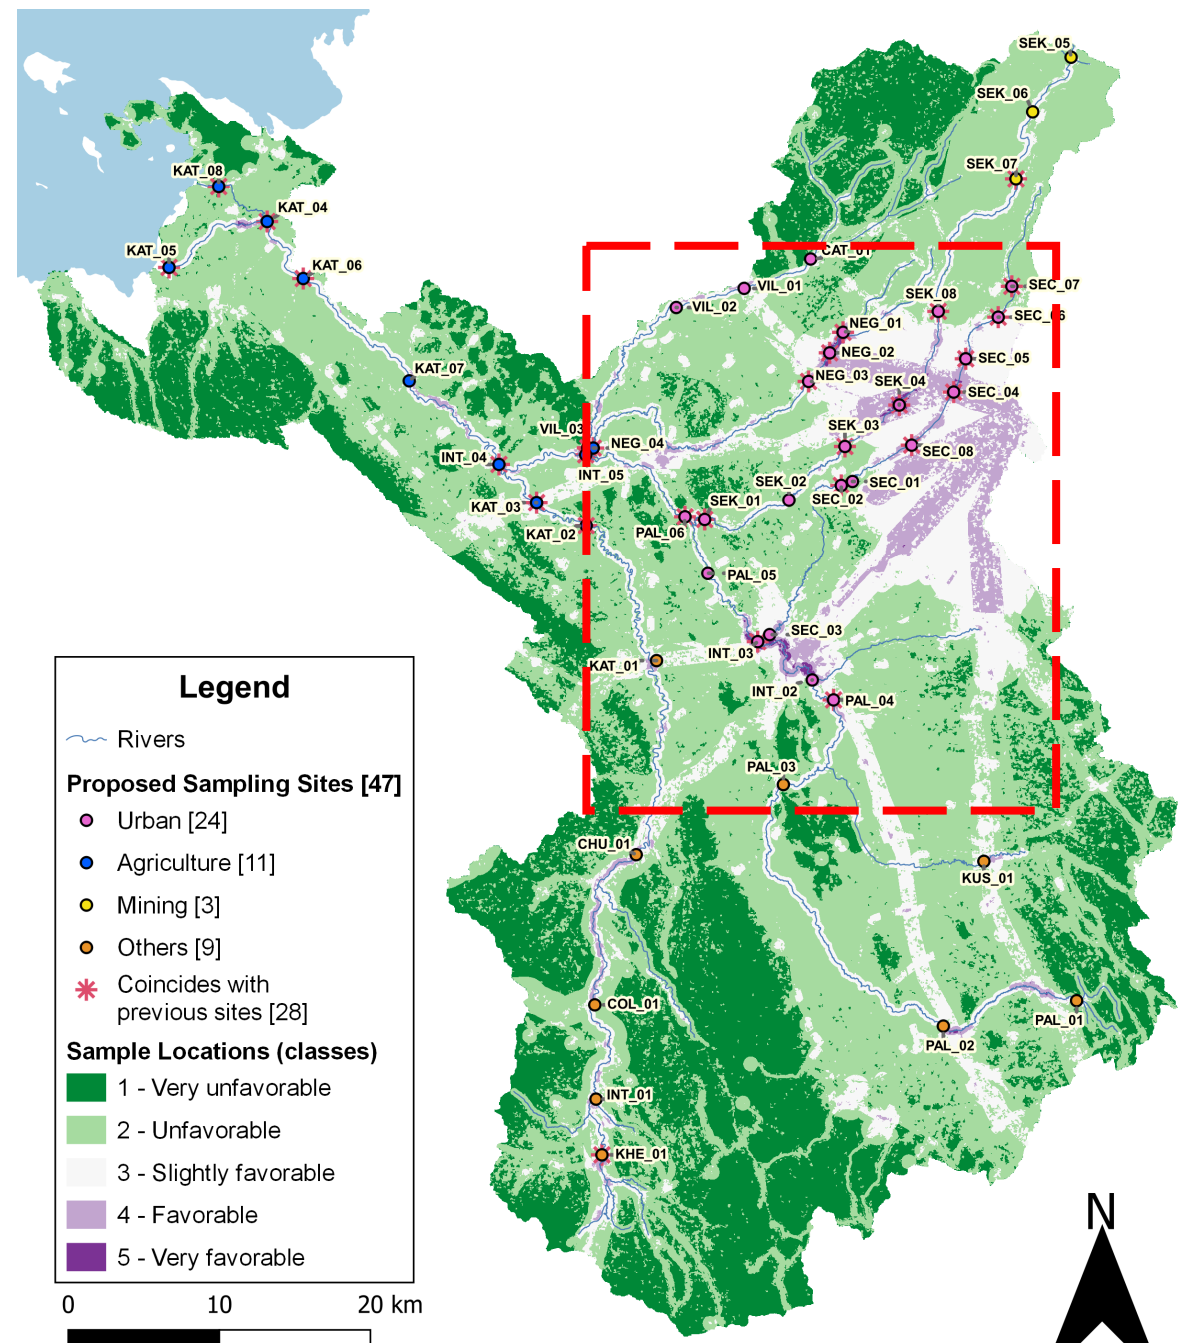 SEK_05
SEK_06
SEK_07
KAT_08
KAT_04
KAT_05
KAT_06
CAT_01
VIL_01
VIL_02
SEC_07
SEK_08
SEC_06
NEG_01
NEG_02
SEC_05
NEG_03
SEK_04
SEC_04
KAT_07
VIL_03
NEG_04
SEK_03
SEC_08
INT_04
INT_05
SEK_02
SEC_01
SEC_02
KAT_03
SEK_01
KAT_02
PAL_06
PAL_05
SEC_03
INT_03
KAT_01
INT_02
PAL_04
PAL_03
CHU_01
KUS_01
COL_01
PAL_01
PAL_02
INT_01
KHE_01
Legend
Rivers
Proposed Sampling Sites [47]
Urban [24]
Agriculture [11]
Mining [3]
Others [9]
Coincides with
previous sites [28]
Sample Locations (classes)
1 - Very unfavorable
2 - Unfavorable
3 - Slightly favorable
4 - Favorable
5 - Very favorable
0 10 20 km
N